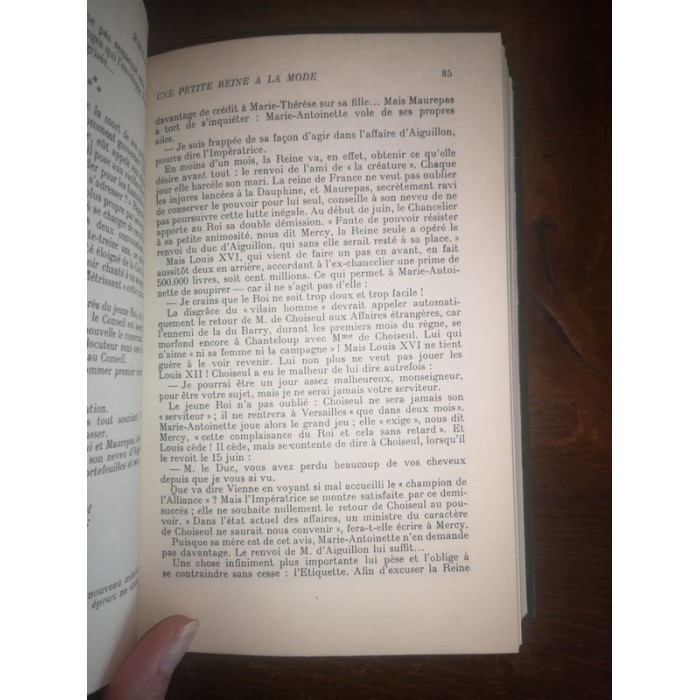 UNE PETITE REINE A LA MODE 85
davantage de crédit à Marie-Thérèse sur sa fille... Mais Maurepas
a tort de s'inquiéter : Marie-Antoinette vole de ses propres
ailes.
— Je suis frappée de sa façon d'agir dans l'affaire d'Aiguillon,
pourra dire l'Impératrice.
En moins d'un mois, la Reine va, en effet, obtenir ce qu'elle
désire avant tout : le renvoi de l'ami de « la créature ». Chaque
jour elle harcèle son mari. La reine de France ne veut pas oublier
les injures lancées à la Dauphine, et Maurepas, secrètement ravi
de conserver le pouvoir pour lui seul, conseille à son neveu de ne
pas poursuivre cette lutte inégale. Au début de juin, le Chancelier
apporte au Roi sa double démission. « Faute de pouvoir résister
à sa petite animosité, nous dit Mercy, la Reine seule a opéré le
renvoi du duc d'Aiguillon, qui sans elle serait resté à sa place. »
Mais Louis XVI, qui vient de faire un pas en avant, en fait
aussitôt deux en arrière, accordant à l'ex-chancelier une prime de
500.000 livres, soit cent millions. Ce qui permet à Marie-Antoi-
nette de soupirer — car il ne s'agit pas d'elle :
— Je crains que le Roi ne soit trop doux et trop facile !
La disgrâce du « vilain homme » devrait appeler automati-
quement le retour de M. de Choiseul aux Affaires étrangères, car
l'ennemi de la du Barry, durant les premiers mois du règne, se
morfond encore à Chanteloup avec Mme de Choiseul. Le Duc qui
n'aime « ni sa femme ni la campagne » ! Mais Louis XVI ne tient
guère à le voir revenir. Lui non plus ne veut pas jouer les
Louis XII ! Choiseul a eu le malheur de lui dire autrefois :
— Je pourrai être un jour assez malheureux, monseigneur,
pour être votre sujet, mais je ne serai jamais votre serviteur.
Le jeune Roi n'a pas oublié : Choiseul ne sera jamais son
« serviteur » ; il ne rentrera à Versailles « que dans deux mois ».
Marie-Antoinette joue alors le grand jeu ; elle « exige », nous dit
Mercy, « cette complaisance du Roi et cela sans retard ». Et
Louis cède ! Il cède, mais se contente de dire à Choiseul, lorsqu'il
le revoit le 15 juin :
— M. le Duc, vous avez perdu beaucoup de vos cheveux
depuis que je vous ai vu.
Que va dire Vienne en voyant si mal accueilli le « champion de
l'Alliance » ? Mais l'Impératrice se montre satisfaite par ce demi-
succès ; elle ne souhaite nullement le retour de Choiseul au pou-
voir. « Dans l'état actuel des affaires, un ministre du caractère
de Choiseul ne saurait nous convenir », fera-t-elle écrire à Mercy.
Puisque sa mère est de cet avis, Marie-Antoinette n'en demande
pas davantage. Le renvoi de M. d'Aiguillon lui suffit...
Une chose infiniment plus importante lui pèse et l'oblige à
se contraindre sans cesse : l'Etiquette. Afin d'excuser la Reine